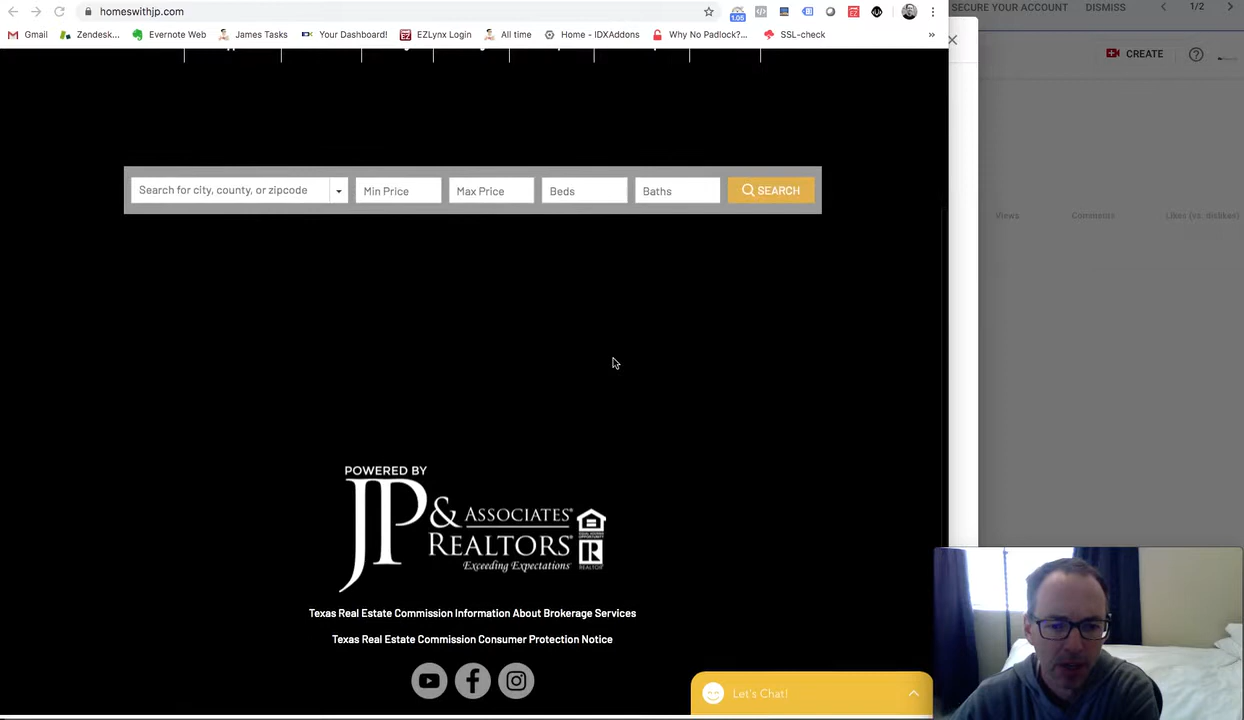 homeswithjp.com
1.05
Gmail
Zendesk...
Evernote Web
James Tasks
Your Dashboard!
EZLynx Login
All time
Home - IDXAddons
Why No Padlock?...
SSL-check
»
SECURE YOUR ACCOUNT
DISMISS
1/2
CREATE
Views
Comments
Likes (vs. dislikes)
Search for city, county, or zipcode
Min Price
Max Price
Beds
Baths
SEARCH
POWERED BY
JP & ASSOCIATES®
REALTORS®
Exceeding Expectations
REALTOR
Texas Real Estate Commission Information About Brokerage Services
Texas Real Estate Commission Consumer Protection Notice
Let's Chat!